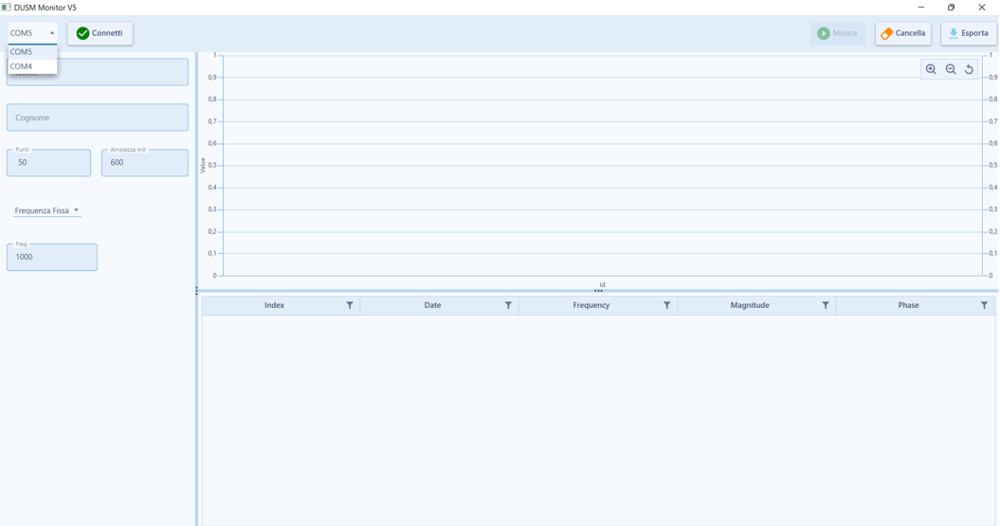 DUSM Monitor V5
COM5
Connetti
Misura
Cancella
Esporta
COM5
COM4
Nome
Cognome
Punti
50
Ampiezza mV
600
Frequenza Fissa
Freq
1000
1
0,9
0,8
0,7
0,6
0,5
0,4
0,3
0,2
0,1
0
Value
Id
1
0,9
0,8
0,7
0,6
0,5
0,4
0,3
0,2
0,1
0
Index
Date
Frequency
Magnitude
Phase